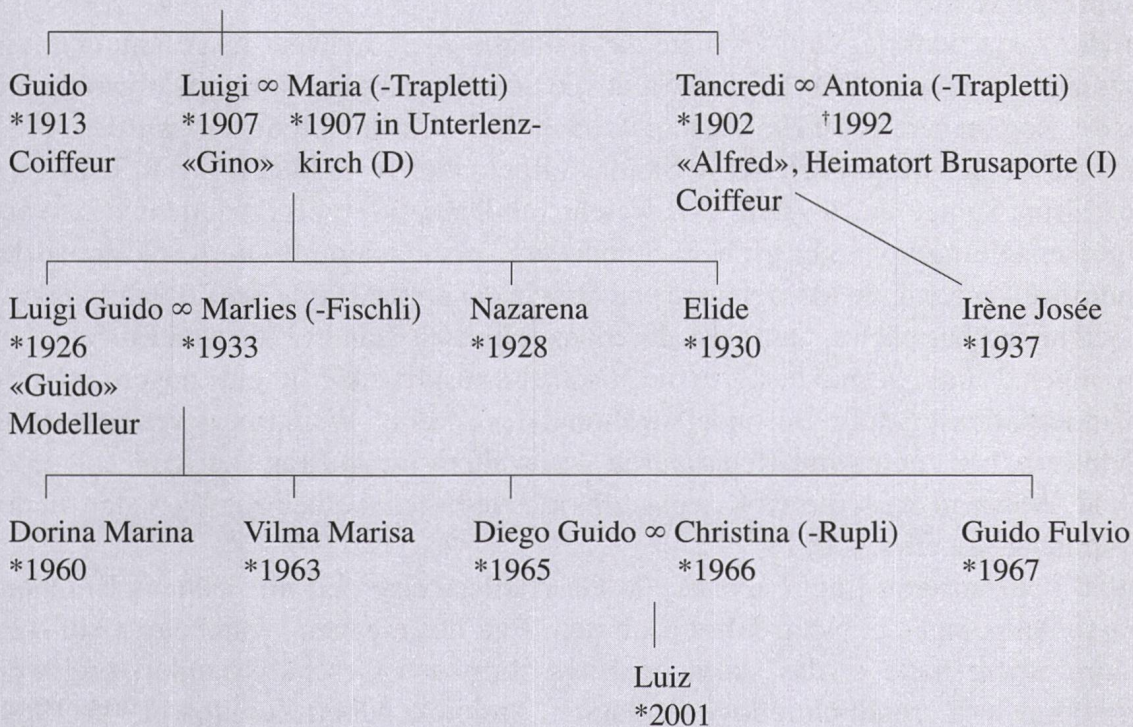 Guido Luigi ∞ Maria (-Trapletti) Tancredi ∞ Antonia (-Trapletti)
*1913 *1907 *1907 in Unterlenz- *1902 †1992
Coiffeur «Gino» kirch (D) «Alfred», Heimatort Brusaporte (I)
Coiffeur
Luigi Guido ∞ Marlies (-Fischli) Nazarena Elide Irène Josée
*1926 *1933 *1928 *1930 *1937
«Guido»
Modelleur
Dorina Marina Vilma Marisa Diego Guido ∞ Christina (-Rupli) Guido Fulvio
*1960 *1963 *1965 *1966 *1967
Luiz
*2001